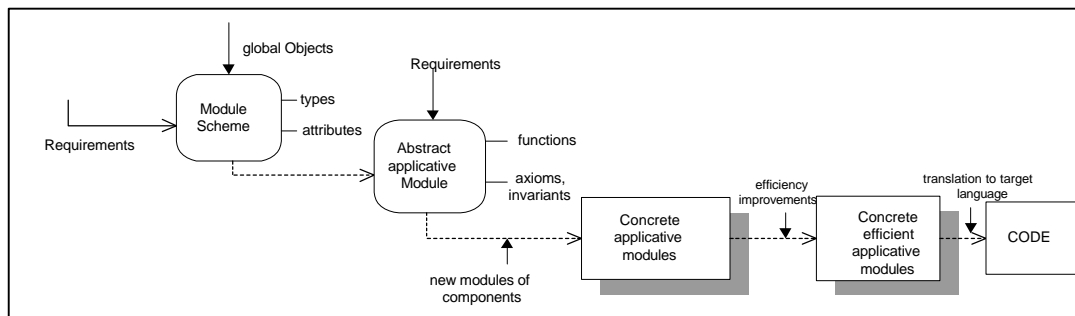 global Objects
Requirements
Module
Scheme
types
attributes
Requirements
Abstract
applicative
Module
functions
axioms,
invariants
new modules of
components
Concrete
applicative
modules
efficiency
improvements
Concrete
efficient
applicative
modules
translation to target
language
CODE